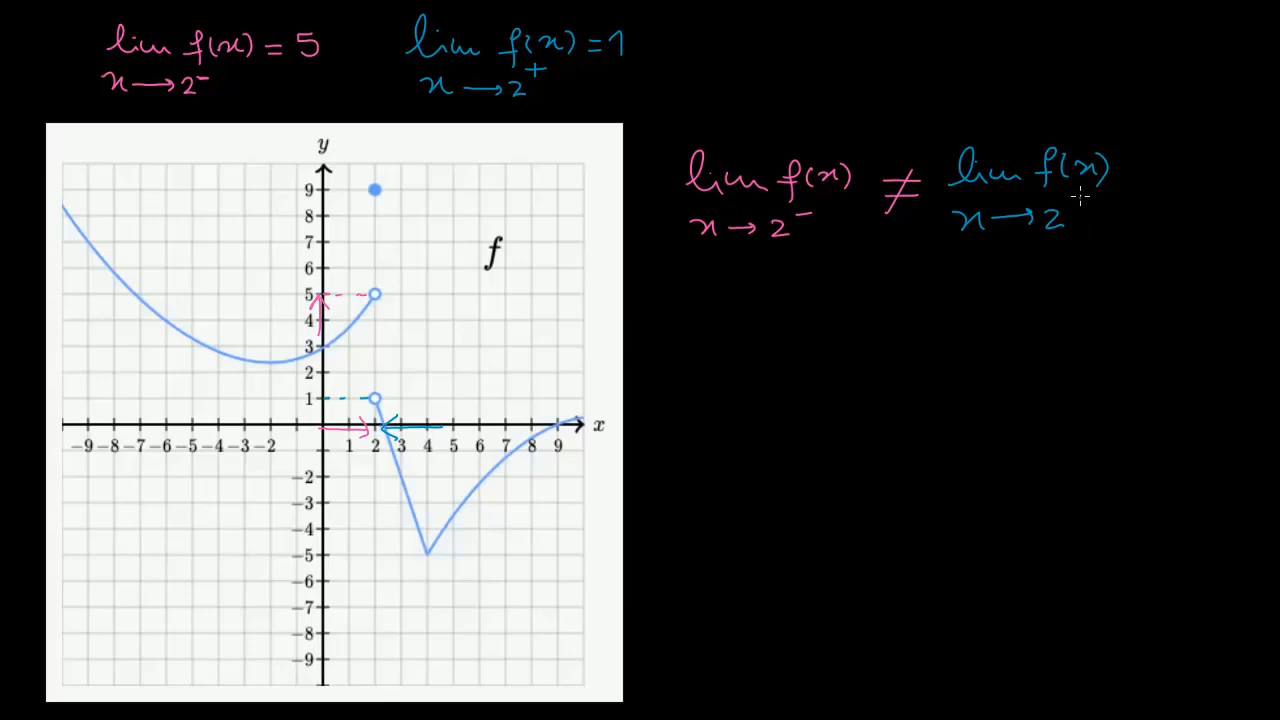 lim f(x) = 5
x → 2⁻
lim f(x) = 1
x → 2⁺
lim f(x) ≠ lim f(x)
x → 2⁻ x → 2
y
9
8
7
6
5
4
3
2
1
f
x
−9 −8 −7 −6 −5 −4 −3 −2 1 2 3 4 5 6 7 8 9
−2
−3
−4
−5
−6
−7
−8
−9